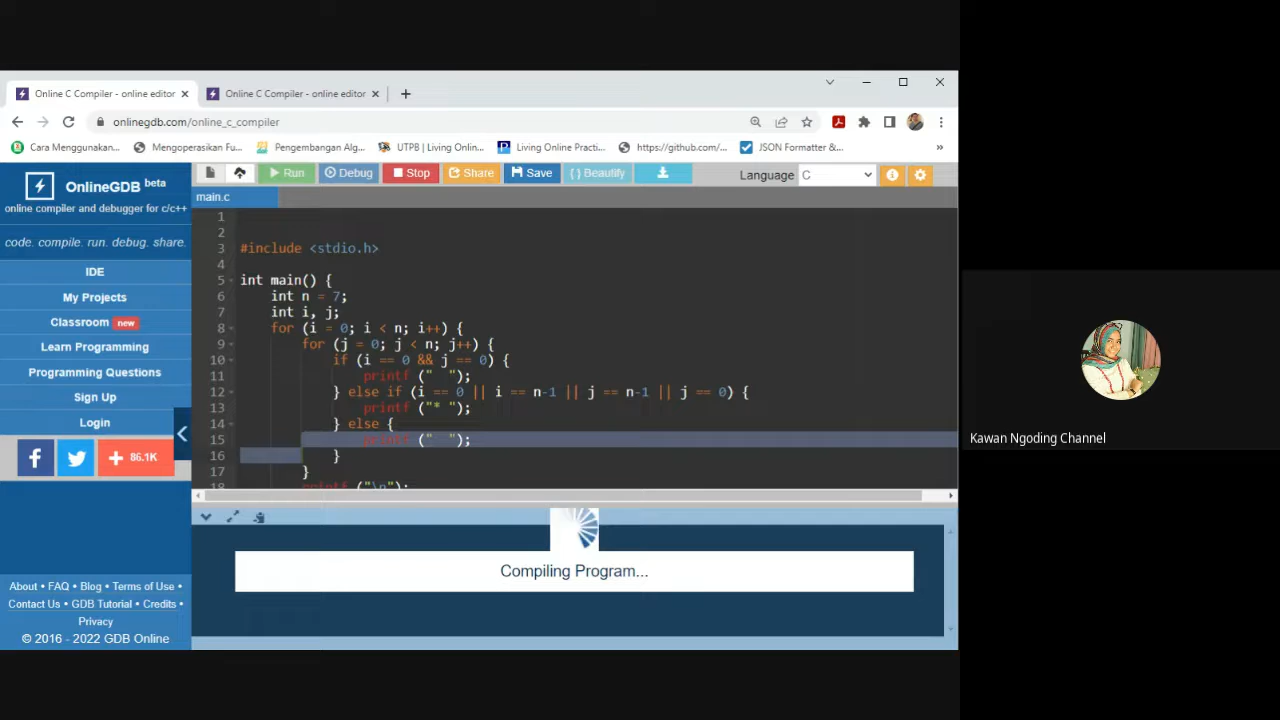 Online C Compiler - online editor
Online C Compiler - online editor
onlinegdb.com/online_c_compiler
Cara Menggunakan...
Mengoperasikan Fu...
Pengembangan Alg...
UTPB | Living Onlin...
Living Online Practi...
https://github.com/...
JSON Formatter &...
»
OnlineGDB beta
online compiler and debugger for c/c++
code. compile. run. debug. share.
IDE
My Projects
Classroom new
Learn Programming
Programming Questions
Sign Up
Login
f
+ 86.1K
About • FAQ • Blog • Terms of Use •
Contact Us • GDB Tutorial • Credits •
Privacy
© 2016 - 2022 GDB Online
Run Debug Stop Share Save { } Beautify
Language C
main.c
1
2
3 #include <stdio.h>
4
5 int main() {
6 int n = 7;
7 int i, j;
8 for (i = 0; i < n; i++) {
9 for (j = 0; j < n; j++) {
10 if (i == 0 && j == 0) {
11 printf ("  ");
12 } else if (i == 0 || i == n-1 || j == n-1 || j == 0) {
13 printf ("* ");
14 } else {
15 printf ("  ");
16 }
17 }
18 printf ("\n");
Compiling Program...
Kawan Ngoding Channel